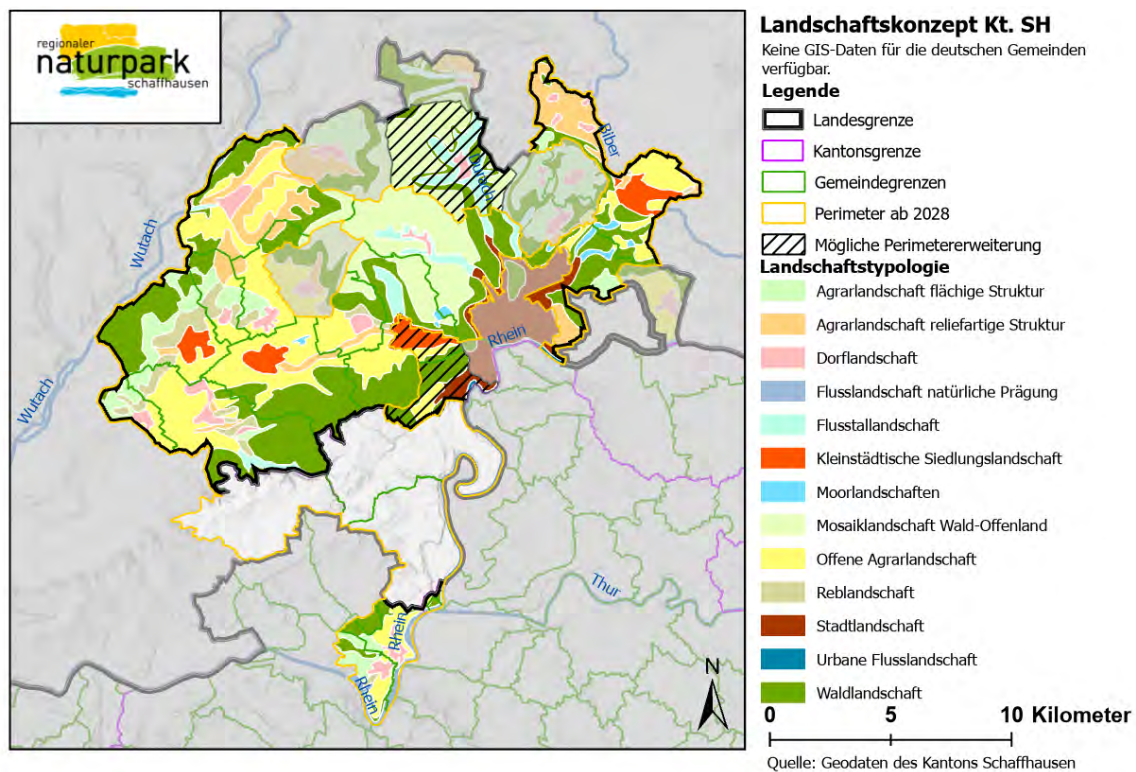 regionaler
naturpark
schaffhausen
Wutach
Wutach
Durach
Biber
Rhein
Thur
Rhein
Rhein
N
Landschaftskonzept Kt. SH
Keine GIS-Daten für die deutschen Gemeinden
verfügbar.
Legende
Landesgrenze
Kantonsgrenze
Gemeindegrenzen
Perimeter ab 2028
Mögliche Perimetererweiterung
Landschaftstypologie
Agrarlandschaft flächige Struktur
Agrarlandschaft reliefartige Struktur
Dorflandschaft
Flusslandschaft natürliche Prägung
Flusstallandschaft
Kleinstädtische Siedlungslandschaft
Moorlandschaften
Mosaiklandschaft Wald-Offenland
Offene Agrarlandschaft
Reblandschaft
Stadtlandschaft
Urbane Flusslandschaft
Waldlandschaft
0 5 10 Kilometer
Quelle: Geodaten des Kantons Schaffhausen